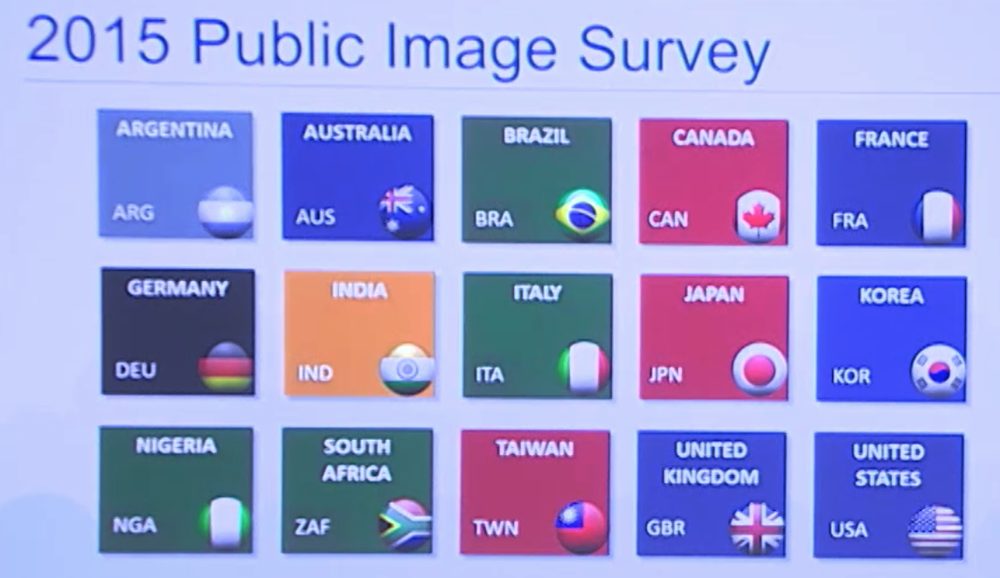 2015 Public Image Survey
ARGENTINA
ARG
AUSTRALIA
AUS
BRAZIL
BRA
CANADA
CAN
FRANCE
FRA
GERMANY
DEU
INDIA
IND
ITALY
ITA
JAPAN
JPN
KOREA
KOR
NIGERIA
NGA
SOUTH
AFRICA
ZAF
TAIWAN
TWN
UNITED
KINGDOM
GBR
UNITED
STATES
USA